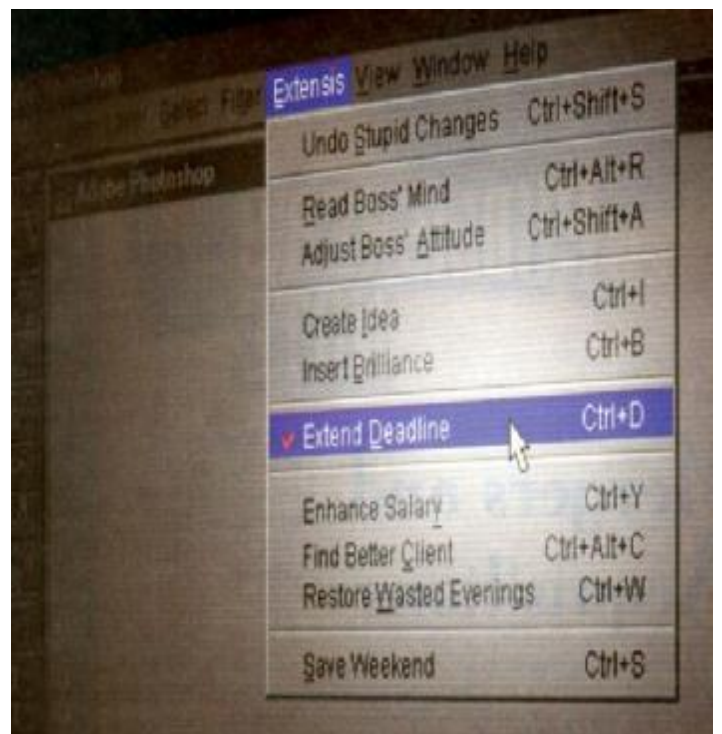 Select Filter Extensis View Window Help
Adobe Photoshop
Undo Stupid Changes Ctrl+Shift+S
Read Boss' Mind Ctrl+Alt+R
Adjust Boss' Attitude Ctrl+Shift+A
Create Idea Ctrl+I
Insert Brilliance Ctrl+B
Extend Deadline Ctrl+D
Enhance Salary Ctrl+Y
Find Better Client Ctrl+Alt+C
Restore Wasted Evenings Ctrl+W
Save Weekend Ctrl+S